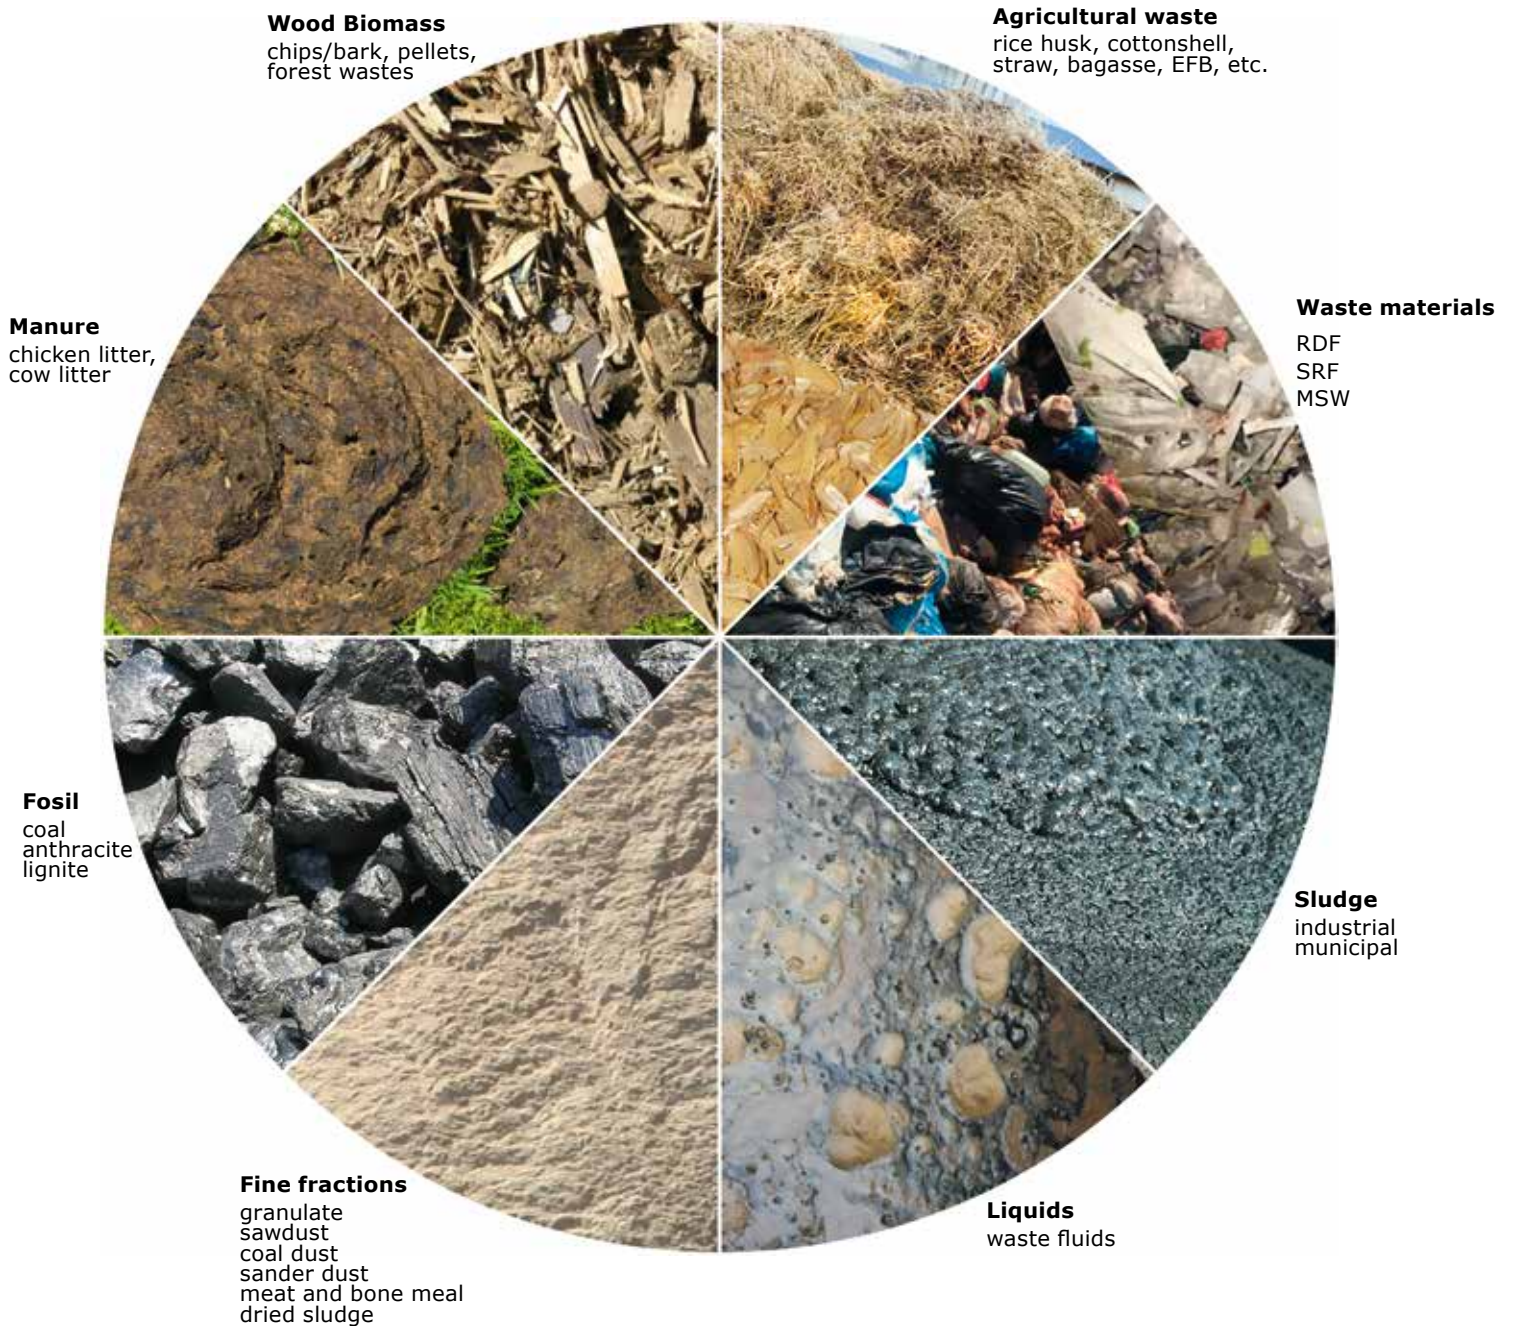 Wood Biomass
chips/bark, pellets,
forest wastes
Agricultural waste
rice husk, cottonshell,
straw, bagasse, EFB, etc.
Waste materials
RDF
SRF
MSW
Manure
chicken litter,
cow litter
Fosil
coal
anthracite
lignite
Sludge
industrial
municipal
Fine fractions
granulate
sawdust
coal dust
sander dust
meat and bone meal
dried sludge
Liquids
waste fluids